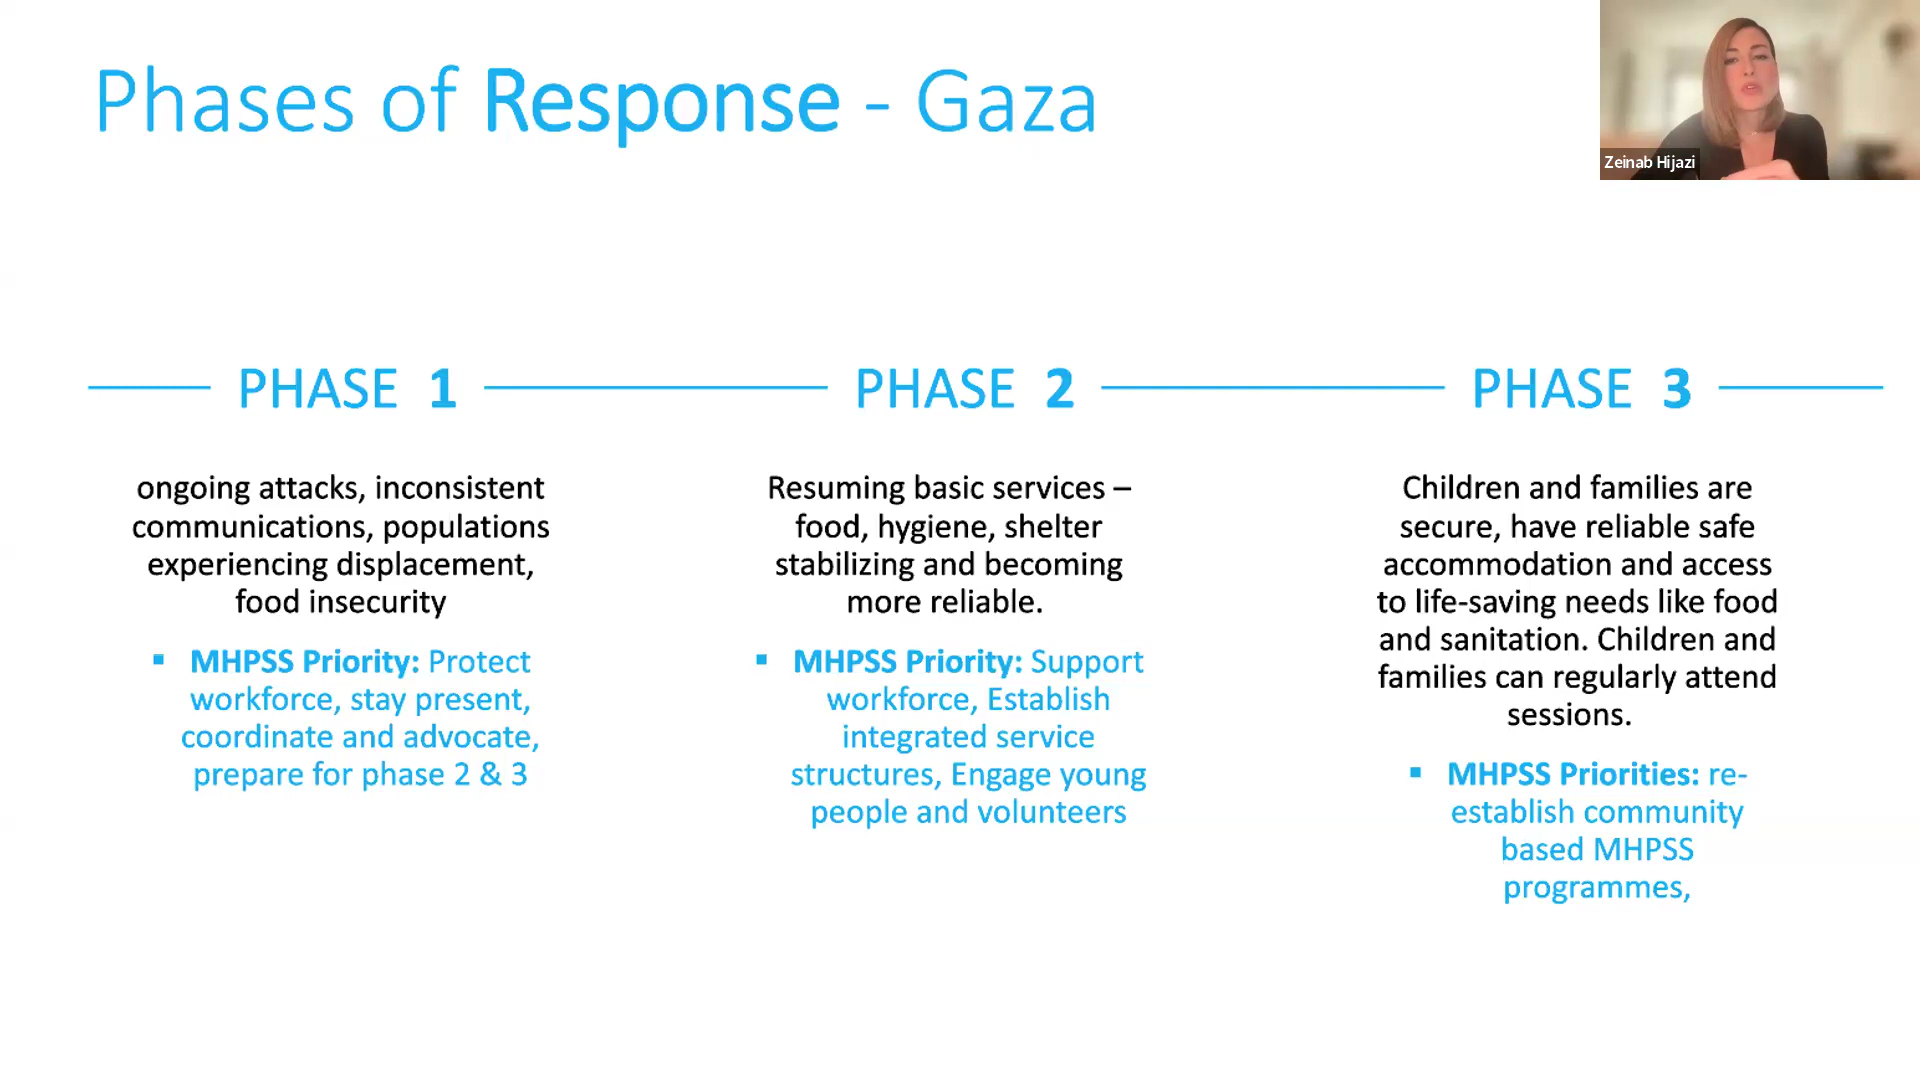 Phases of Response - Gaza
Zeinab Hijazi
PHASE 1
ongoing attacks, inconsistent
communications, populations
experiencing displacement,
food insecurity
▪ MHPSS Priority: Protect
workforce, stay present,
coordinate and advocate,
prepare for phase 2 & 3
PHASE 2
Resuming basic services –
food, hygiene, shelter
stabilizing and becoming
more reliable.
▪ MHPSS Priority: Support
workforce, Establish
integrated service
structures, Engage young
people and volunteers
PHASE 3
Children and families are
secure, have reliable safe
accommodation and access
to life-saving needs like food
and sanitation. Children and
families can regularly attend
sessions.
▪ MHPSS Priorities: re-
establish community
based MHPSS
programmes,